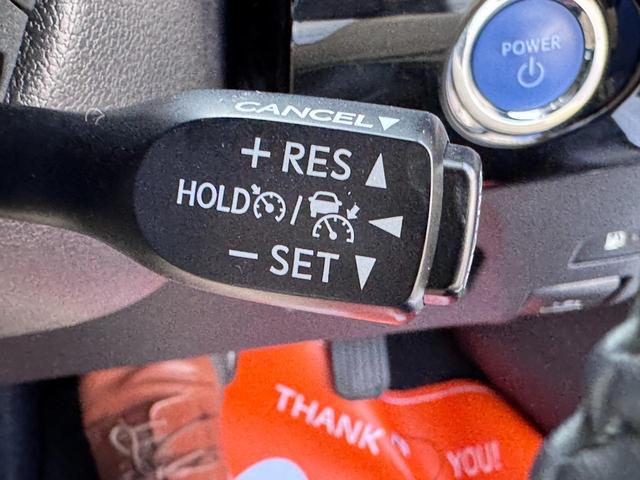 POWER
CANCEL▼
+ RES ▲
HOLD / ◀
- SET ▼
THANK
YOU!